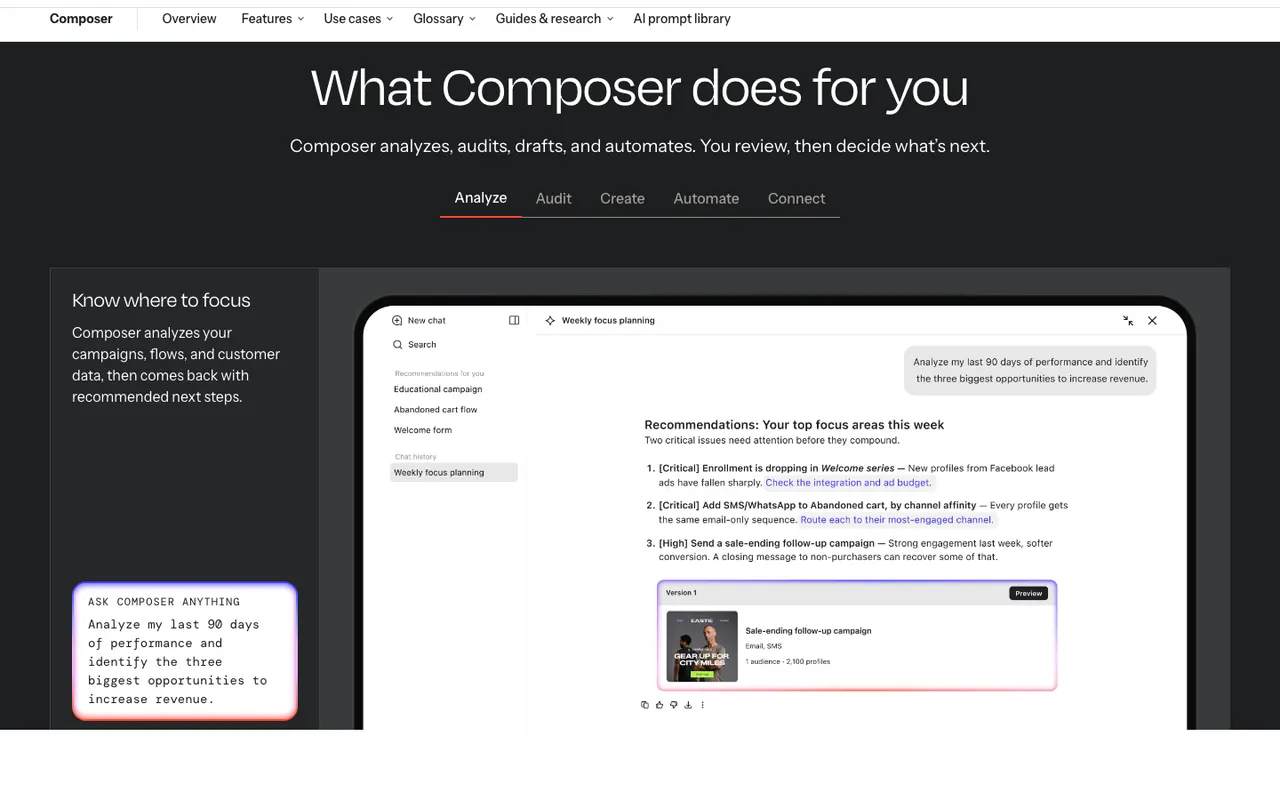 Composer
Overview
Features
Use cases
Glossary
Guides & research
AI prompt library
What Composer does for you
Composer analyzes, audits, drafts, and automates. You review, then decide what’s next.
Analyze
Audit
Create
Automate
Connect
Know where to focus
Composer analyzes your
campaigns, flows, and customer
data, then comes back with
recommended next steps.
ASK COMPOSER ANYTHING
Analyze my last 90 days
of performance and
identify the three
biggest opportunities to
increase revenue.
New chat
Search
Recommendations for you
Educational campaign
Abandoned cart flow
Welcome form
Chat history
Weekly focus planning
Weekly focus planning
Analyze my last 90 days of performance and identify
the three biggest opportunities to increase revenue.
Recommendations: Your top focus areas this week
Two critical issues need attention before they compound.
1. [Critical] Enrollment is dropping in Welcome series — New profiles from Facebook lead
ads have fallen sharply. Check the integration and ad budget.
2. [Critical] Add SMS/WhatsApp to Abandoned cart, by channel affinity — Every profile gets
the same email-only sequence. Route each to their most-engaged channel.
3. [High] Send a sale-ending follow-up campaign — Strong engagement last week, softer
conversion. A closing message to non-purchasers can recover some of that.
Version 1
Preview
GEAR UP FOR
CITY MILES
Sale-ending follow-up campaign
Email, SMS
1 audience - 2,100 profiles